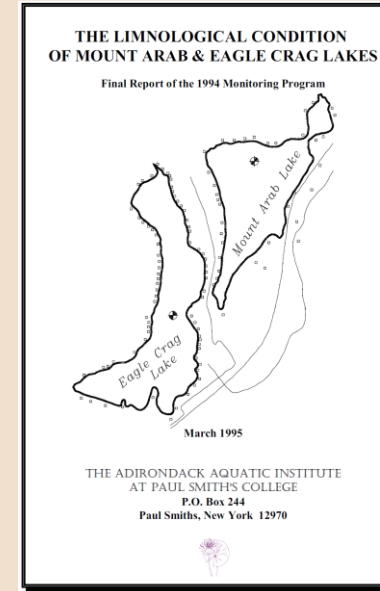 THE LIMNOLOGICAL CONDITION
OF MOUNT ARAB & EAGLE CRAG LAKES
Final Report of the 1994 Monitoring Program
Mount Arab Lake
Eagle Crag
Lake
March 1995
THE ADIRONDACK AQUATIC INSTITUTE
AT PAUL SMITH'S COLLEGE
P.O. Box 244
Paul Smiths, New York 12970